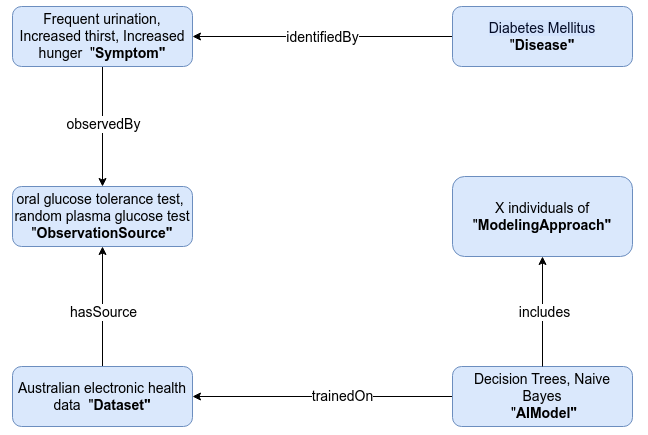 Frequent urination,
Increased thirst, Increased
hunger "Symptom"
identifiedBy
Diabetes Mellitus
"Disease"
observedBy
oral glucose tolerance test,
random plasma glucose test
"ObservationSource"
X individuals of
"ModelingApproach"
hasSource
includes
Australian electronic health
data "Dataset"
trainedOn
Decision Trees, Naive
Bayes
"AIModel"